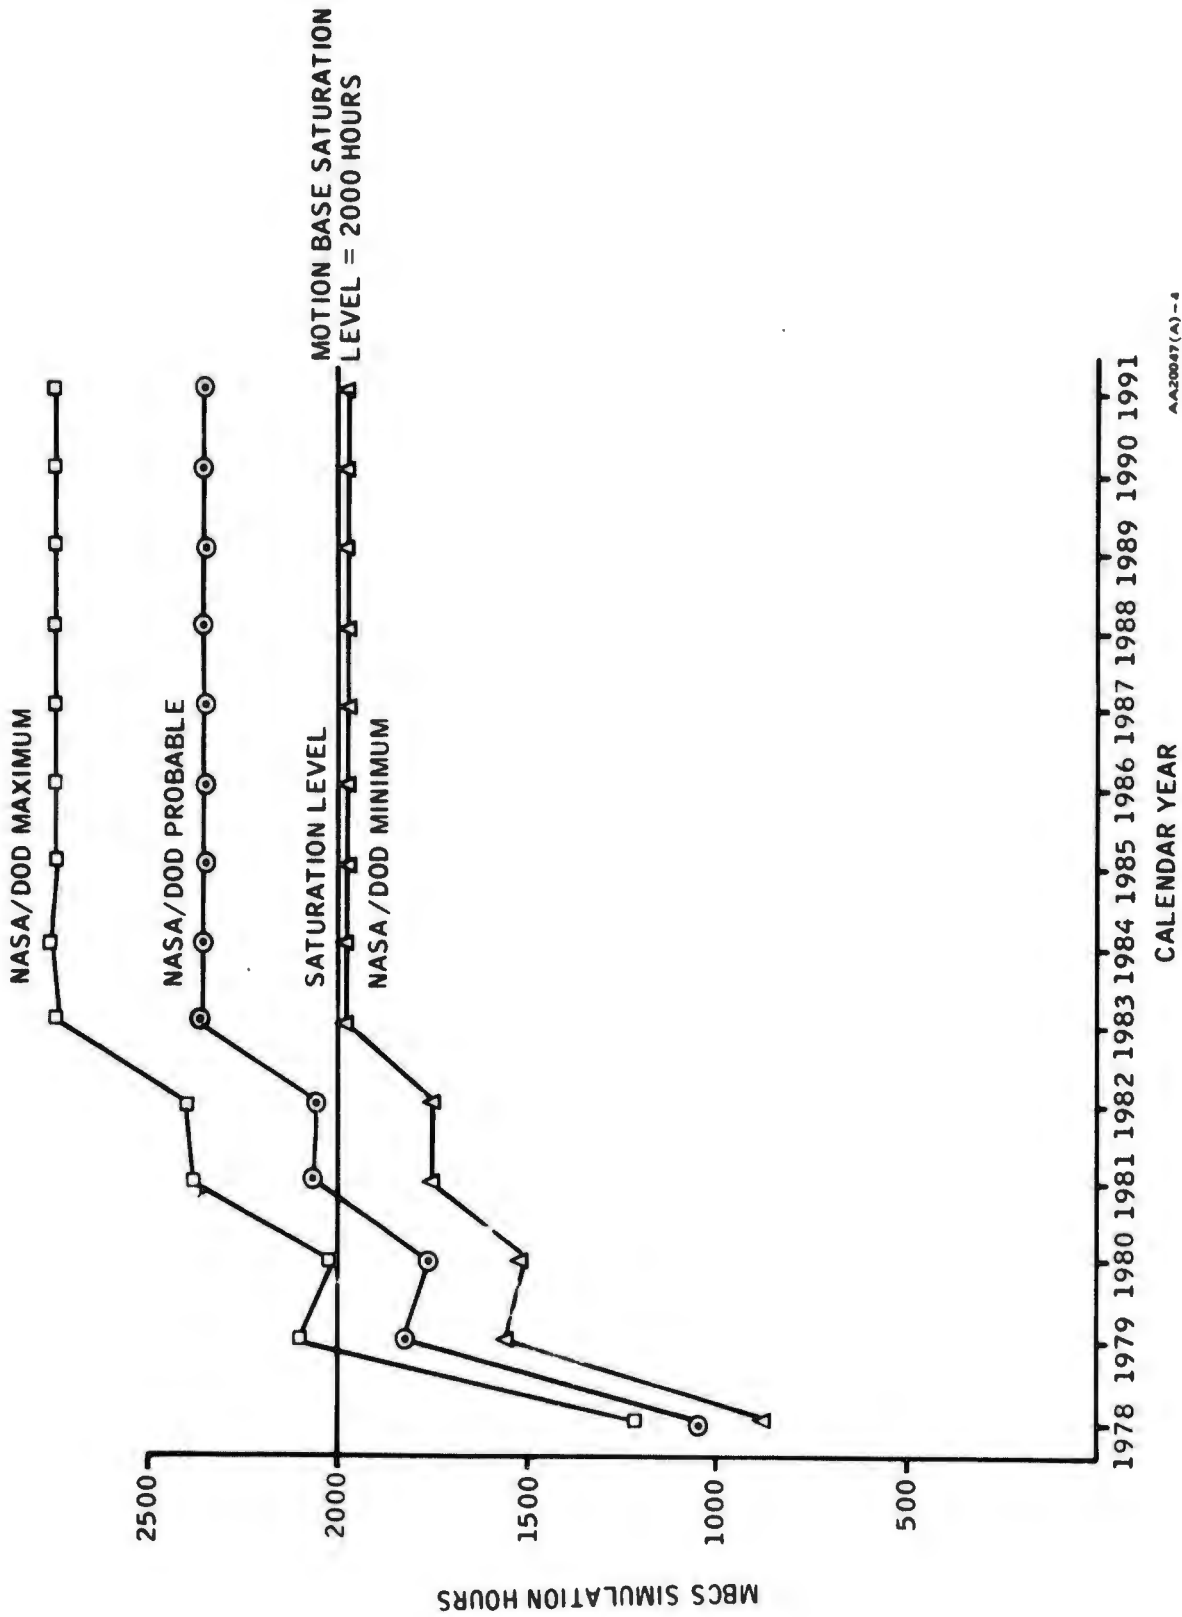 NASA/DOD MAXIMUM
NASA/DOD PROBABLE
SATURATION LEVEL
NASA/DOD MINIMUM
MOTION BASE SATURATION
LEVEL = 2000 HOURS
2500
2000
1500
1000
500
MBCS SIMULATION HOURS
1978 1979 1980 1981 1982 1983 1984 1985 1986 1987 1988 1989 1990 1991
CALENDAR YEAR
AA20047(A)-4